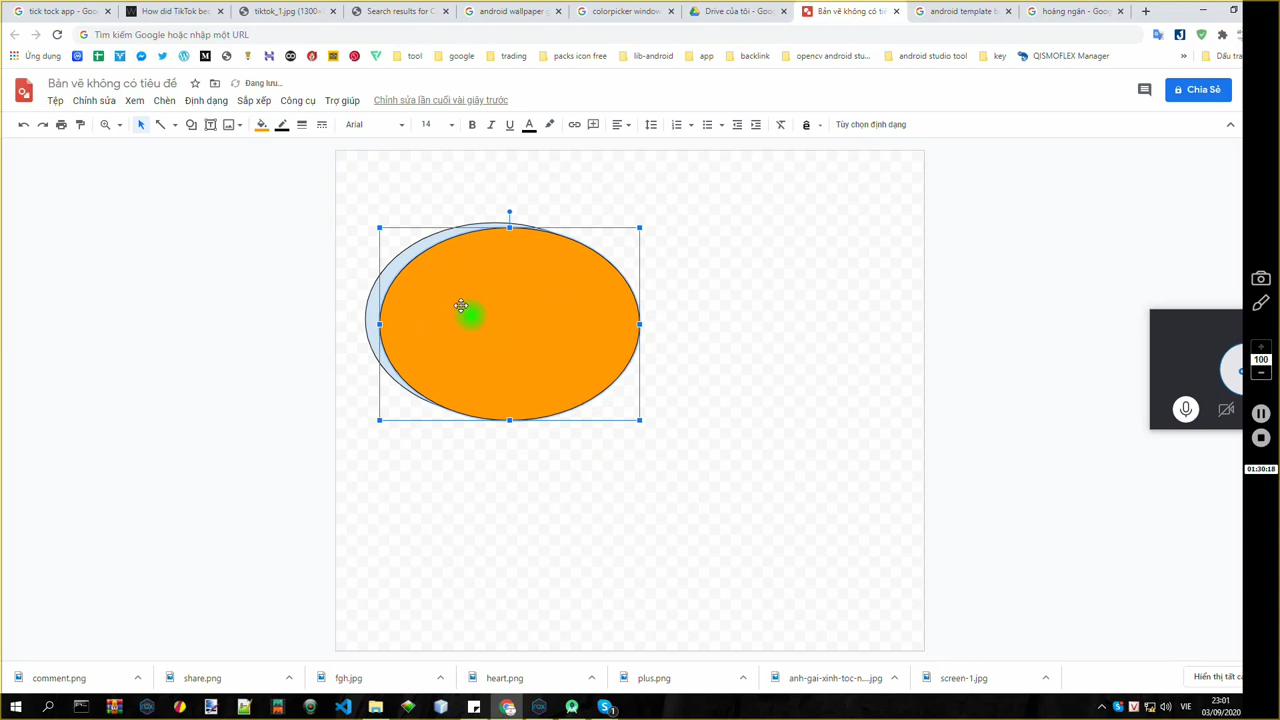 tick tock app - Goo
How did TikTok bec
tiktok_1.jpg (1300×
Search results for C
android wallpaper g
colorpicker window
Drive của tôi - Goo
Bản vẽ không có tiê
android template b
hoàng ngân - Goog
Tìm kiếm Google hoặc nhập một URL
Ứng dụng
tool
google
trading
packs icon free
lib-android
app
backlink
opencv android stu...
android studio tool
key
QISMOFLEX Manager
»
Dấu tra
Bản vẽ không có tiêu đề
Đang lưu...
Tệp Chỉnh sửa Xem Chèn Định dạng Sắp xếp Công cụ Trợ giúp Chỉnh sửa lần cuối vài giây trước
Chia Sẻ
Arial 14 B I U A Tùy chọn định dạng
100
01:30:18
comment.png
share.png
fgh.jpg
heart.png
plus.png
anh-gai-xinh-toc-n....jpg
screen-1.jpg
Hiển thị tất c
VIE
23:01
03/09/2020